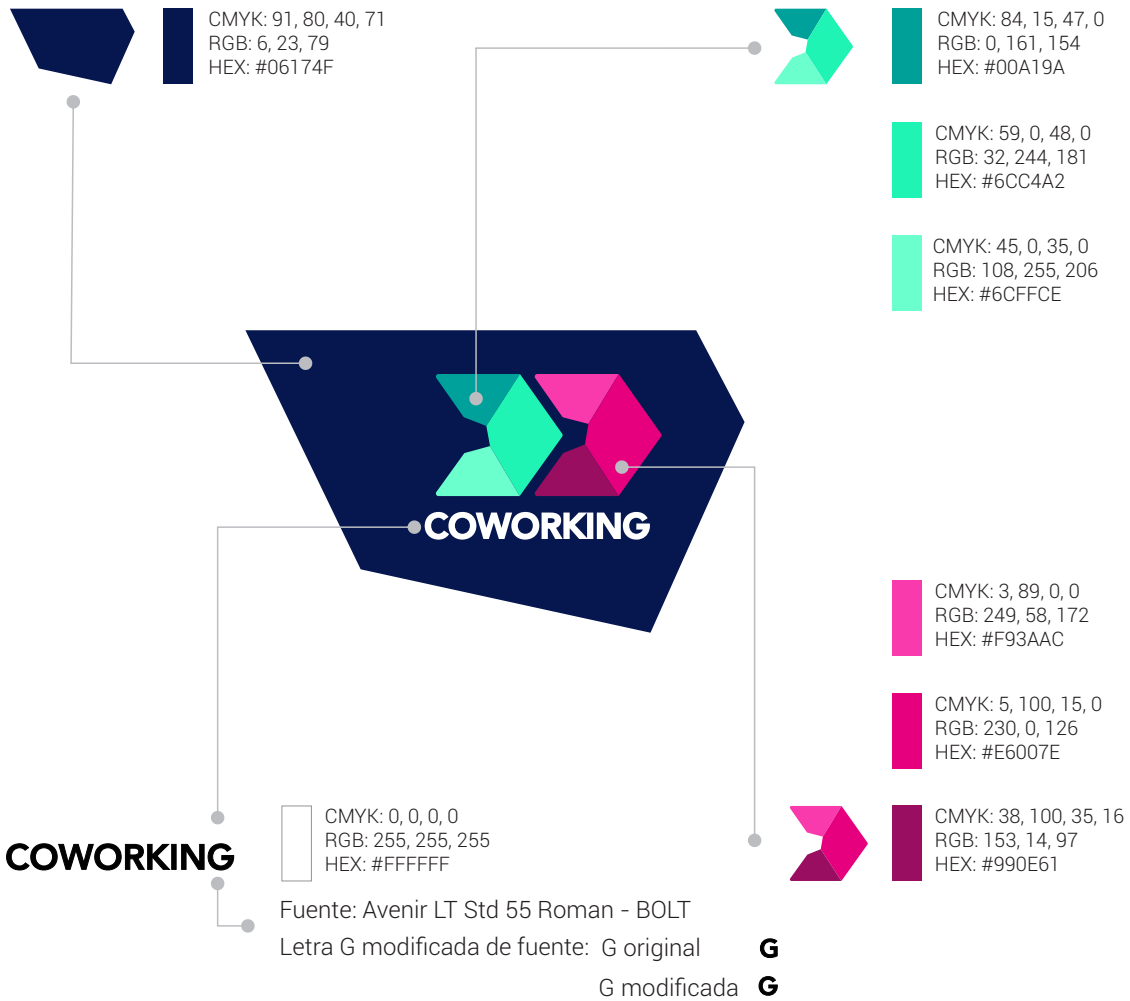 CMYK: 91, 80, 40, 71
RGB: 6, 23, 79
HEX: #06174F
CMYK: 84, 15, 47, 0
RGB: 0, 161, 154
HEX: #00A19A
CMYK: 59, 0, 48, 0
RGB: 32, 244, 181
HEX: #6CC4A2
CMYK: 45, 0, 35, 0
RGB: 108, 255, 206
HEX: #6CFFCE
COWORKING
CMYK: 3, 89, 0, 0
RGB: 249, 58, 172
HEX: #F93AAC
CMYK: 5, 100, 15, 0
RGB: 230, 0, 126
HEX: #E6007E
CMYK: 38, 100, 35, 16
RGB: 153, 14, 97
HEX: #990E61
COWORKING
CMYK: 0, 0, 0, 0
RGB: 255, 255, 255
HEX: #FFFFFF
Fuente: Avenir LT Std 55 Roman - BOLT
Letra G modificada de fuente: G original G
G modificada G